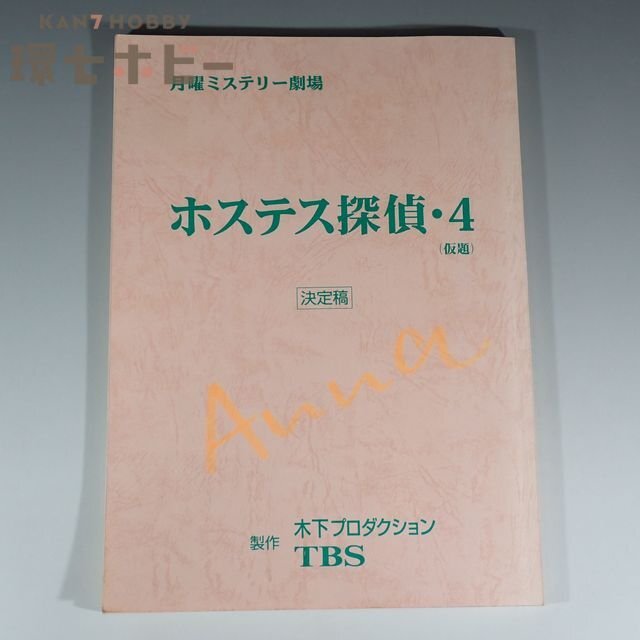 KAN7HOBBY
環七ホビー
月曜ミステリー劇場
ホステス探偵・4
(仮題)
決定稿
Anna
製作 木下プロダクション
TBS